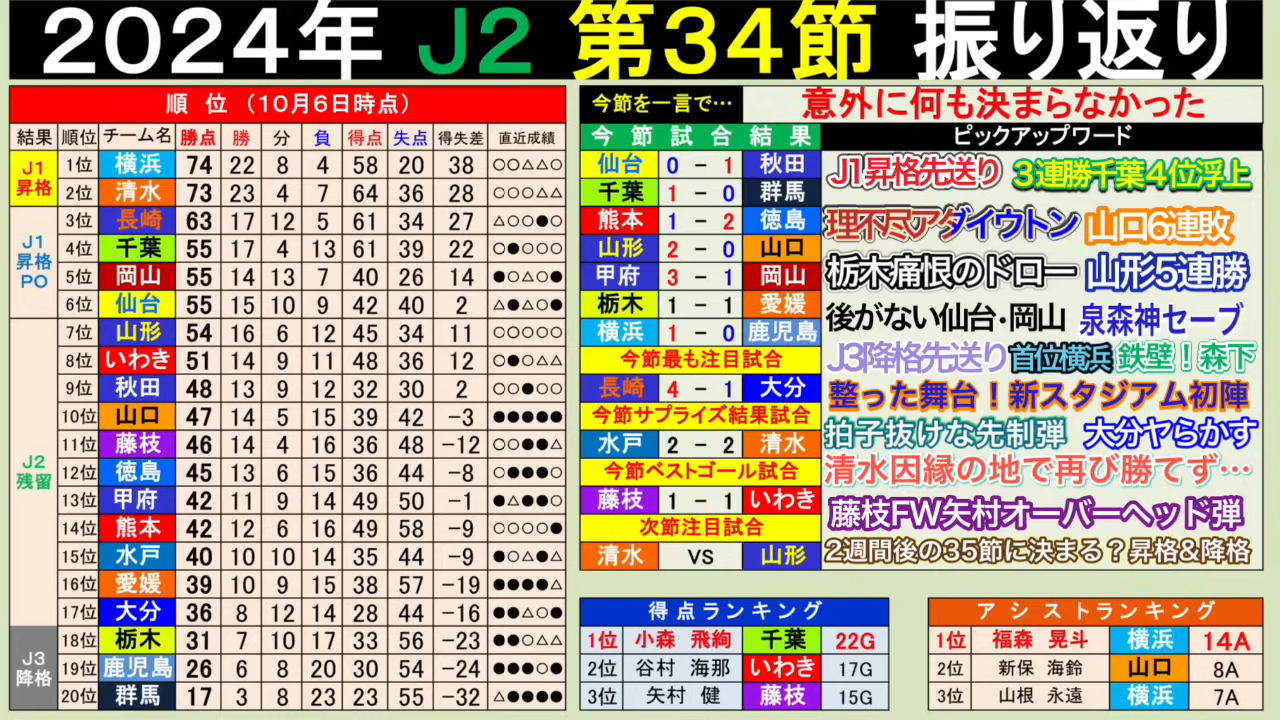 2024年 J2 第34節 振り返り
順 位 （10月6日時点）
結果 順位 チーム名 勝点 勝 分 負 得点 失点 得失差 直近成績
J1
昇格
J1
昇格
PO
J2
残留
J3
降格
1位 横浜 74 22 8 4 58 20 38 ○○△△○
2位 清水 73 23 4 7 64 36 28 ○○○△△
3位 長崎 63 17 12 5 61 34 27 △○○●○
4位 千葉 55 17 4 13 61 39 22 ○●○○○
5位 岡山 55 14 13 7 40 26 14 ●○△○●
6位 仙台 55 15 10 9 42 40 2 △●△○●
7位 山形 54 16 6 12 45 34 11 ○○○○○
8位 いわき 51 14 9 11 48 36 12 ○●○△△
9位 秋田 48 13 9 12 32 30 2 ○○●○○
10位 山口 47 14 5 15 39 42 −3 ●●●●●
11位 藤枝 46 14 4 16 36 48 −12 ○○●●△
12位 徳島 45 13 6 15 36 44 −8 ○●●●○
13位 甲府 42 11 9 14 49 50 −1 ●△●●○
14位 熊本 42 12 6 16 49 58 −9 ○○○○●
15位 水戸 40 10 10 14 35 44 −9 ●○△●△
16位 愛媛 39 10 9 15 38 57 −19 ●●●●△
17位 大分 36 8 12 14 28 44 −16 ●●△○●
18位 栃木 31 7 10 17 33 56 −23 ●●○△△
19位 鹿児島 26 6 8 20 30 54 −24 ●●●○●
20位 群馬 17 3 8 23 23 55 −32 △●●●●
今節を一言で… 意外に何も決まらなかった
今 節 試 合 結 果
仙台 0 − 1 秋田
千葉 1 − 0 群馬
熊本 1 − 2 徳島
山形 2 − 0 山口
甲府 3 − 1 岡山
栃木 1 − 1 愛媛
横浜 1 − 0 鹿児島
今節最も注目試合
長崎 4 − 1 大分
今節サプライズ結果試合
水戸 2 − 2 清水
今節ベストゴール試合
藤枝 1 − 1 いわき
次節注目試合
清水 VS 山形
ピックアップワード
J1昇格先送り 3連勝千葉4位浮上
理不尽アダイウトン 山口6連敗
栃木痛恨のドロー 山形5連勝
後がない仙台・岡山 泉森神セーブ
J3降格先送り 首位横浜 鉄壁！森下
整った舞台！新スタジアム初陣
拍子抜けな先制弾 大分やらかす
清水因縁の地で再び勝てず…
藤枝FW矢村オーバーヘッド弾
2週間後の35節に決まる？昇格&降格
得点ランキング
1位 小森 飛絢 千葉 22G
2位 谷村 海那 いわき 17G
3位 矢村 健 藤枝 15G
アシストランキング
1位 福森 晃斗 横浜 14A
2位 新保 海鈴 山口 8A
3位 山根 永遠 横浜 7A